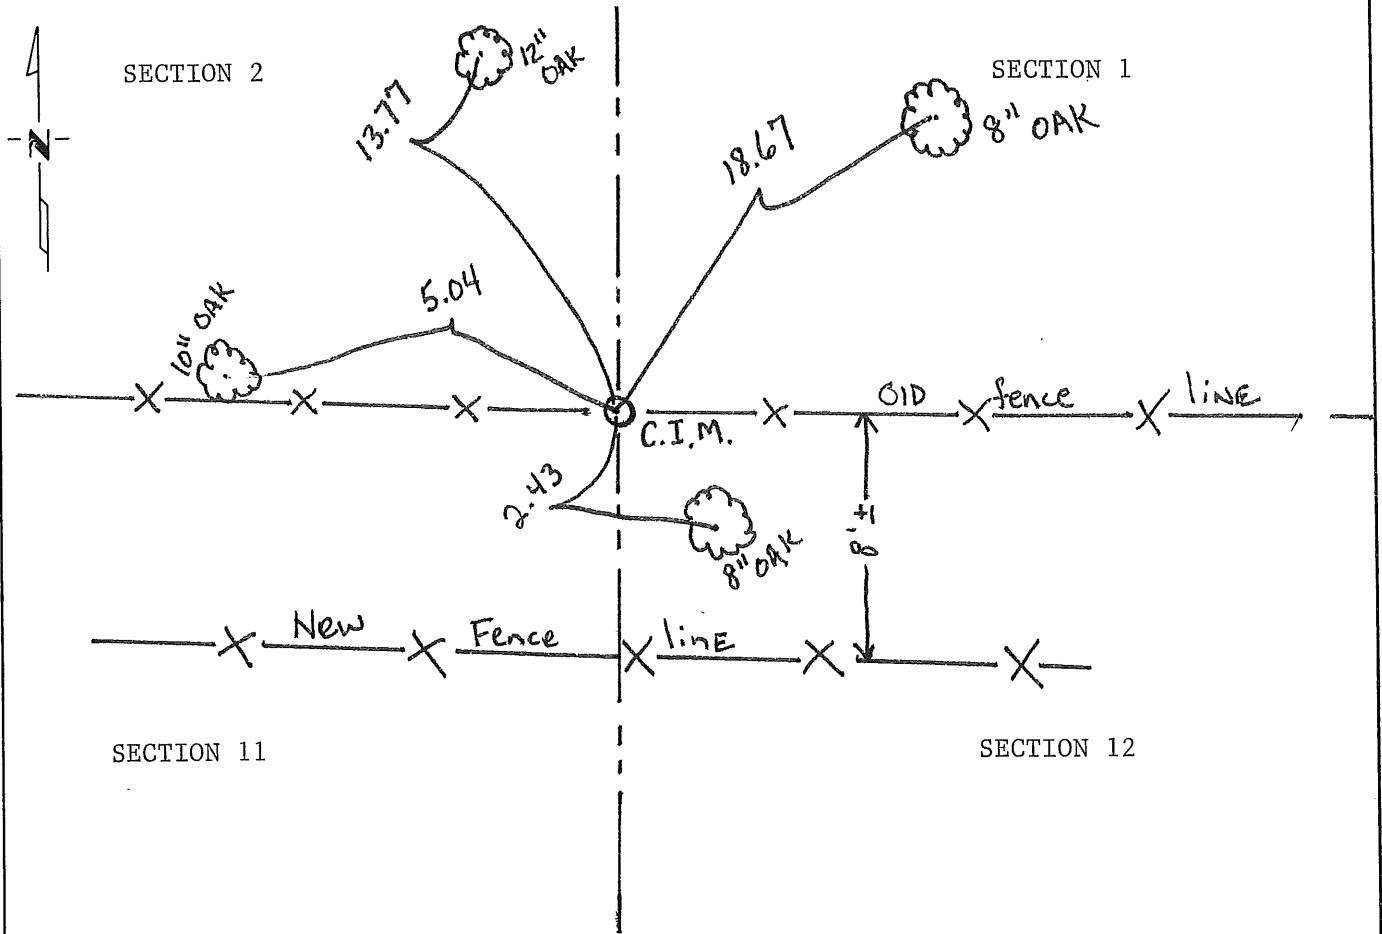 SECTION 2
SECTION 1
N
12" OAK
13.77
8" OAK
18.67
5.04
10" OAK
OlD fence linE
C.I.M.
2.43
8" OAK
8'±
New Fence linE
SECTION 11
SECTION 12